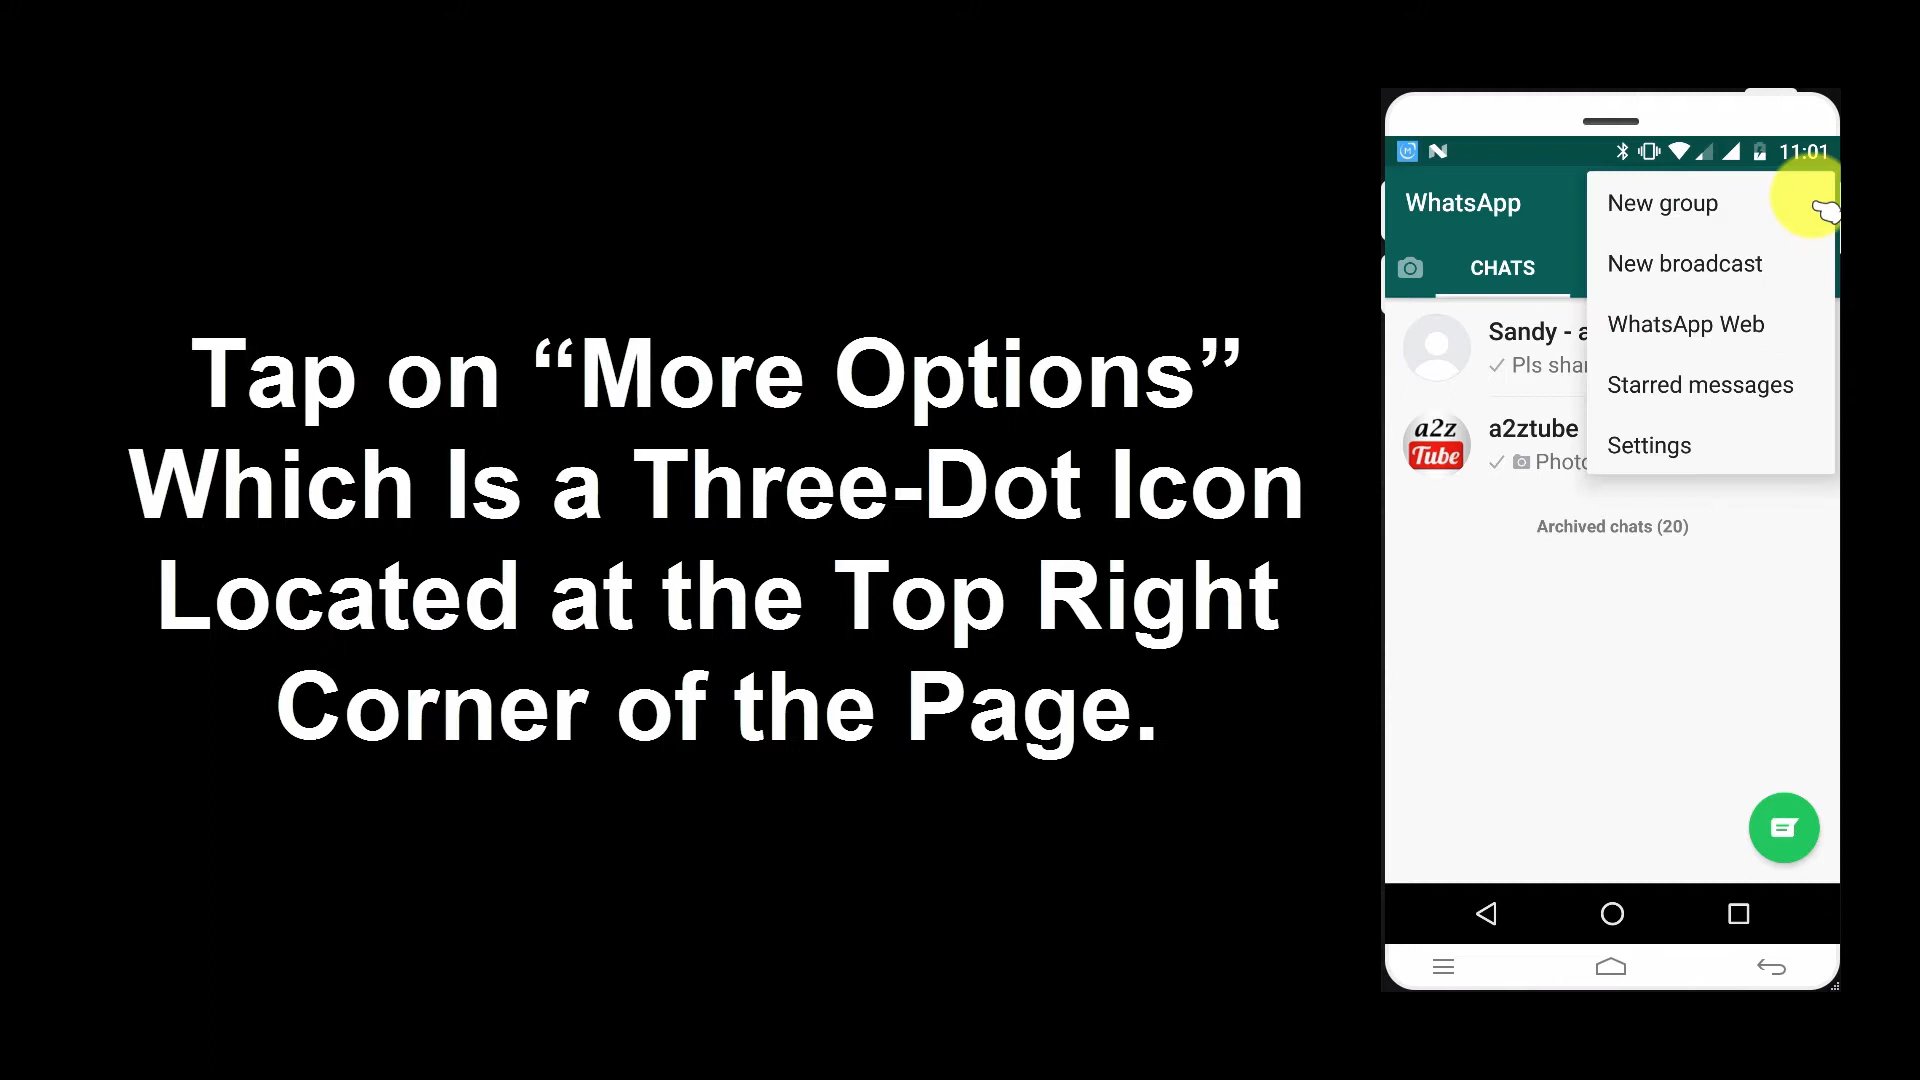 Tap on “More Options”
Which Is a Three-Dot Icon
Located at the Top Right
Corner of the Page.
11:01
WhatsApp
New group
New broadcast
WhatsApp Web
Starred messages
Settings
CHATS
Sandy - a
Pls shar
a2z
Tube
a2ztube
Photo
Archived chats (20)